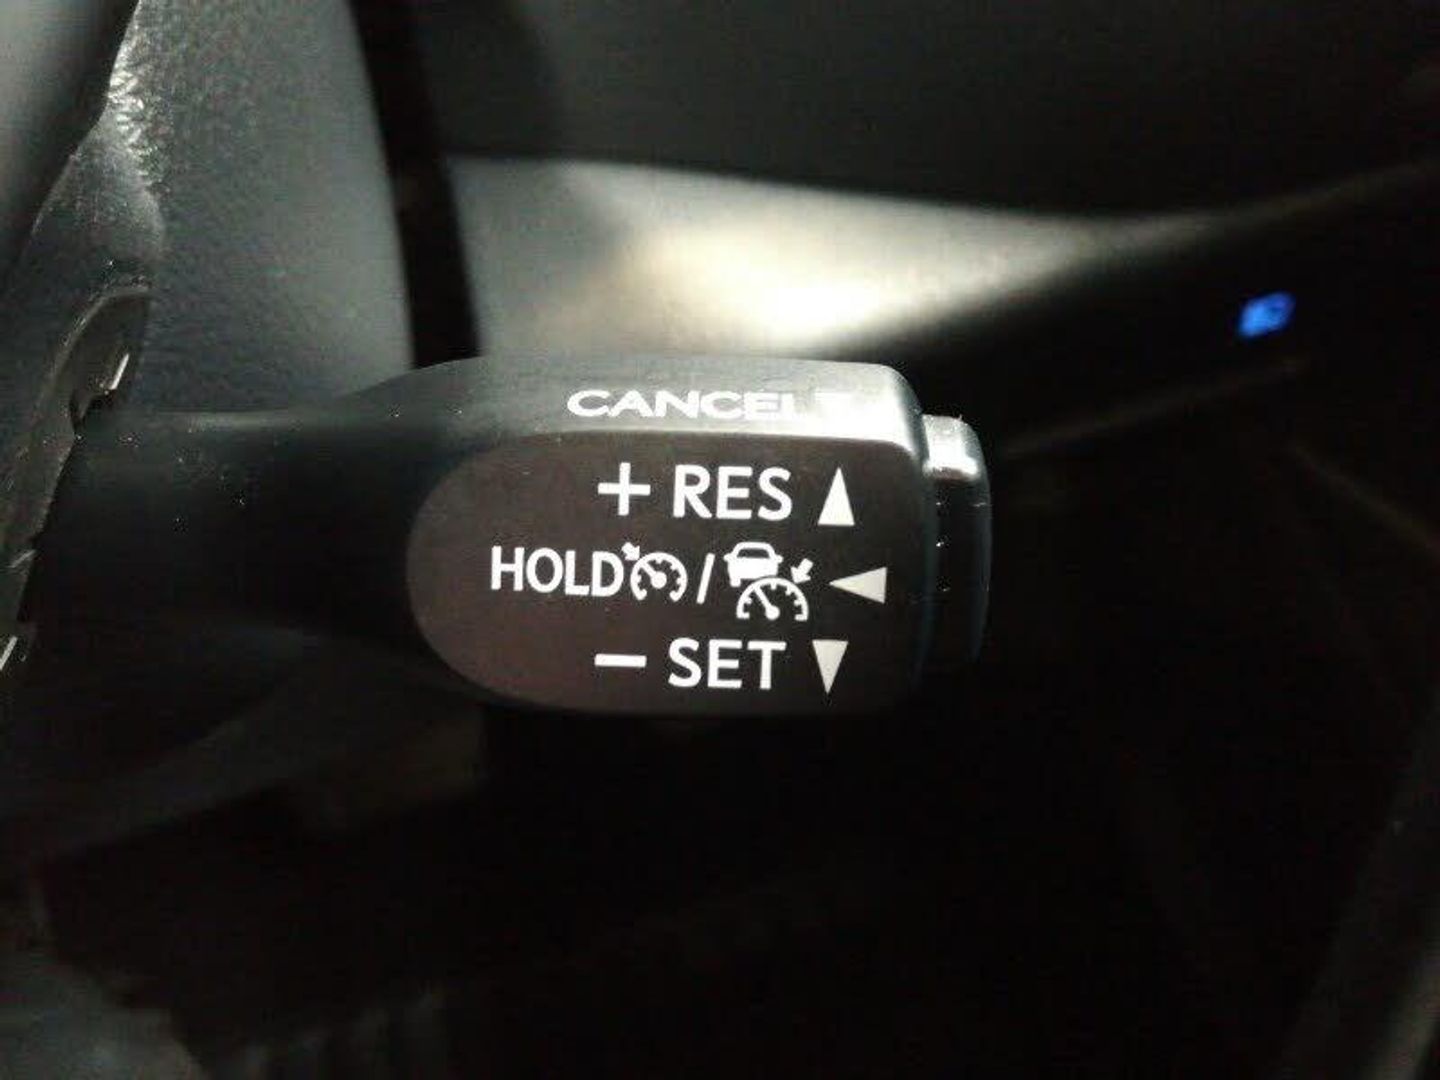 CANCEL
+ RES
HOLD /
− SET